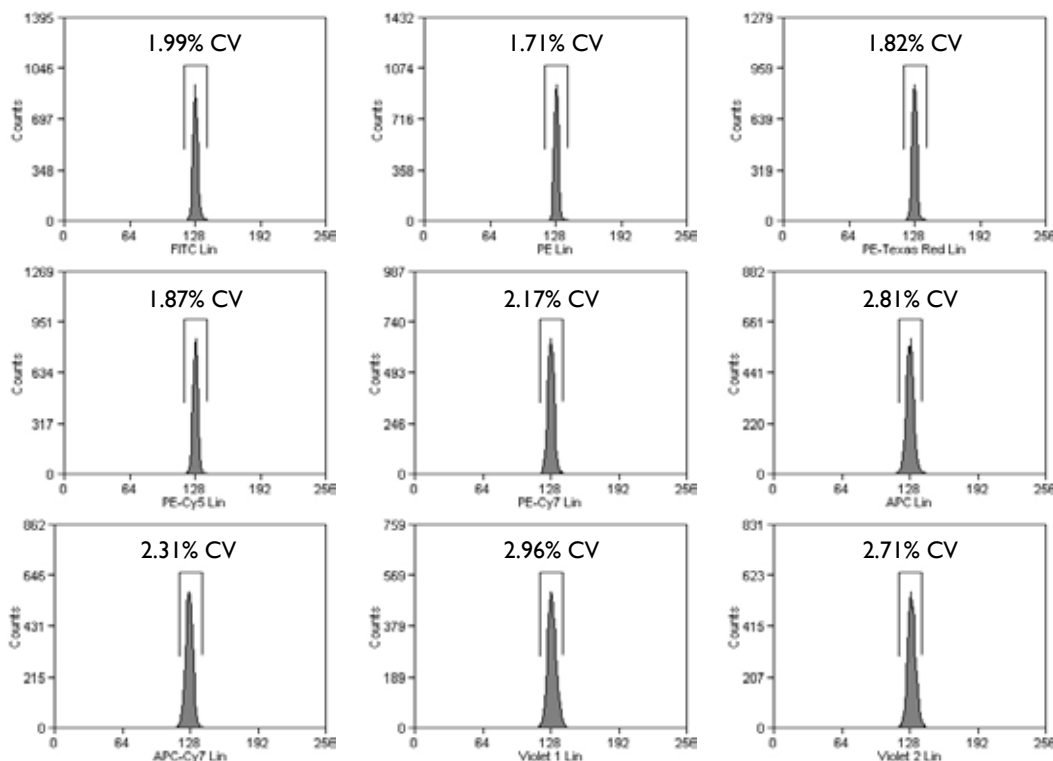 1395
1.99% CV
1046
697
348
0
Counts
0 64 128 192 256
FITC Lin
1432
1.71% CV
1074
716
358
0
Counts
0 64 128 192 256
PE Lin
1279
1.82% CV
959
639
319
0
Counts
0 64 128 192 256
PE-Texas Red Lin
1269
1.87% CV
951
634
317
0
Counts
0 64 128 192 256
PE-Cy5 Lin
987
2.17% CV
740
493
246
0
Counts
0 64 128 192 256
PE-Cy7 Lin
882
2.81% CV
661
441
220
0
Counts
0 64 128 192 256
APC Lin
862
2.31% CV
646
431
215
0
Counts
0 64 128 192 256
APC-Cy7 Lin
759
2.96% CV
569
379
189
0
Counts
0 64 128 192 256
Violet 1 Lin
831
2.71% CV
623
415
207
0
Counts
0 64 128 192 256
Violet 2 Lin